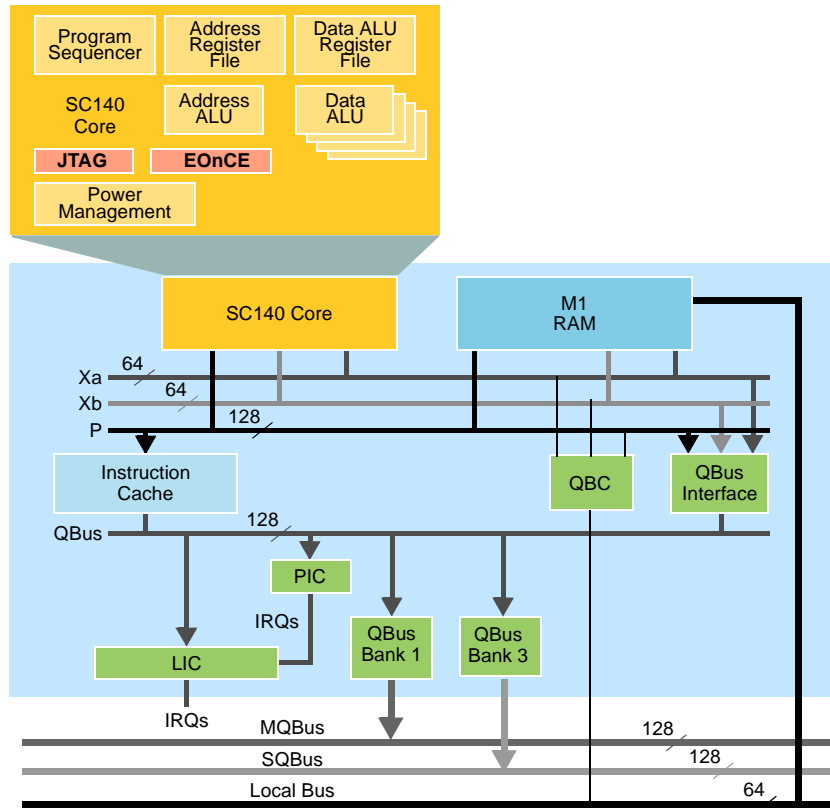 Program
Sequencer
Address
Register
File
Data ALU
Register
File
SC140
Core
Address
ALU
Data
ALU
JTAG
EOnCE
Power
Management
SC140 Core
M1
RAM
Xa
64
Xb
64
P
128
Instruction
Cache
QBC
QBus
Interface
QBus
128
PIC
IRQs
QBus
Bank 1
QBus
Bank 3
LIC
IRQs
MQBus
128
SQBus
128
Local Bus
64